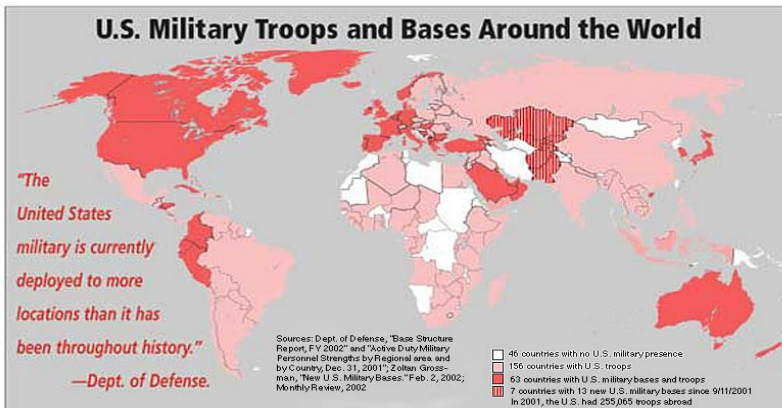 U.S. Military Troops and Bases Around the World
"The
United States
military is currently
deployed to more
locations than it has
been throughout history."
—Dept. of Defense.
Sources: Dept. of Defense, "Base Structure
Report, FY 2002" and "Active Duty Military
Personnel Strengths by Regional area and
by Country, Dec. 31, 2001"; Zoltan Gross-
man, "New U.S. Military Bases." Feb. 2, 2002;
Monthly Review, 2002
46 countries with no U.S. military presence
156 countries with U.S. troops
63 countries with U.S. military bases and troops
7 countries with 13 new U.S. military bases since 9/11/2001
In 2001, the U.S. had 255,065 troops abroad